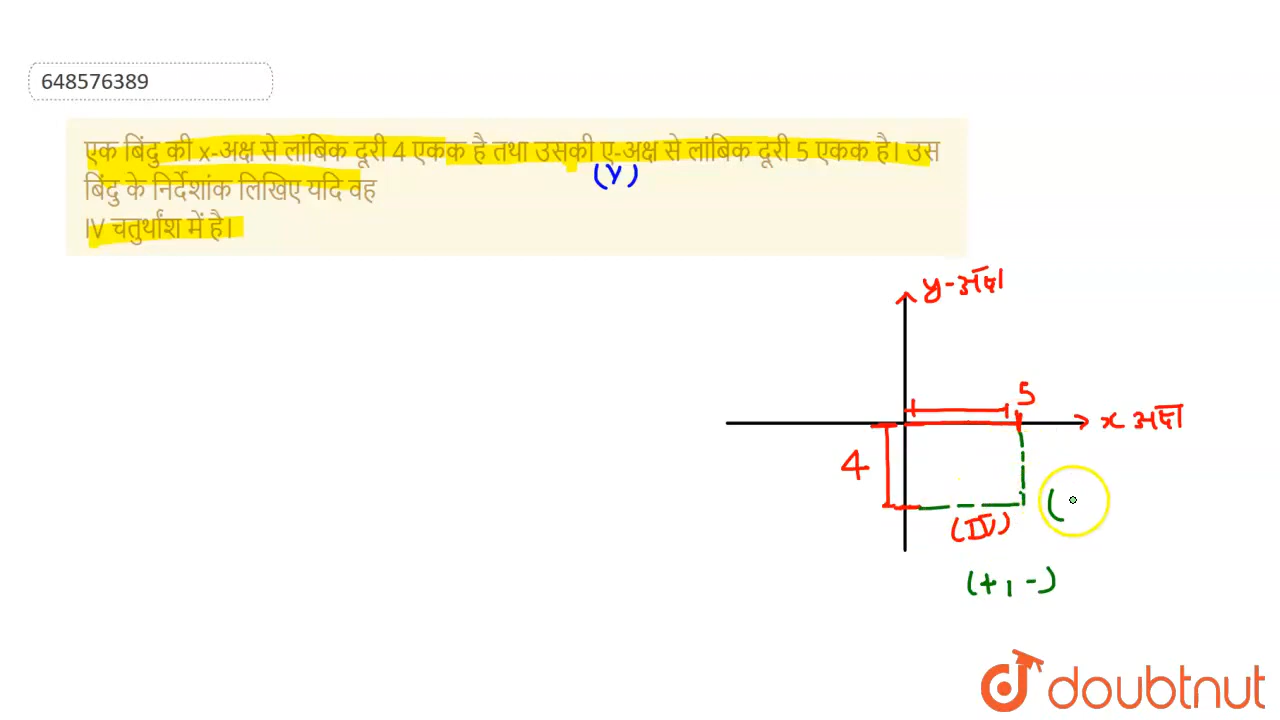 648576389
एक बिंदु की x-अक्ष से लांबिक दूरी 4 एकक है तथा उसकी ए-अक्ष से लांबिक दूरी 5 एकक है। उस
(Y)
बिंदु के निर्देशांक लिखिए यदि वह
IV चतुर्थांश में है।
y-अक्ष
5
x अक्ष
4
(
(IV)
(+, -)
doubtnut